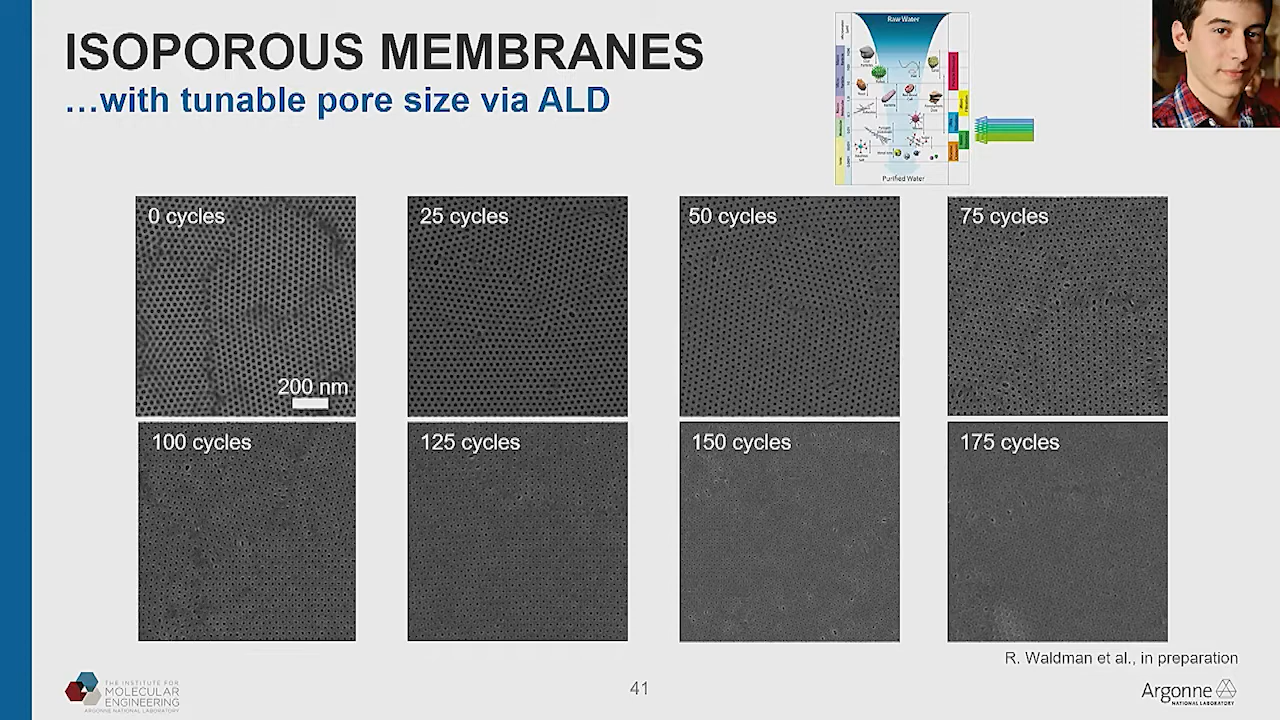 ISOPOROUS MEMBRANES
…with tunable pore size via ALD
Raw Water
Purified Water
0 cycles
25 cycles
50 cycles
75 cycles
200 nm
100 cycles
125 cycles
150 cycles
175 cycles
R. Waldman et al., in preparation
THE INSTITUTE FOR
MOLECULAR
ENGINEERING
ARGONNE NATIONAL LABORATORY
41
Argonne
NATIONAL LABORATORY